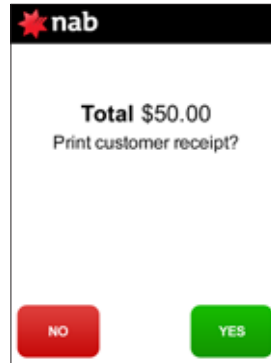 nab
Total $50.00
Print customer receipt?
NO
YES